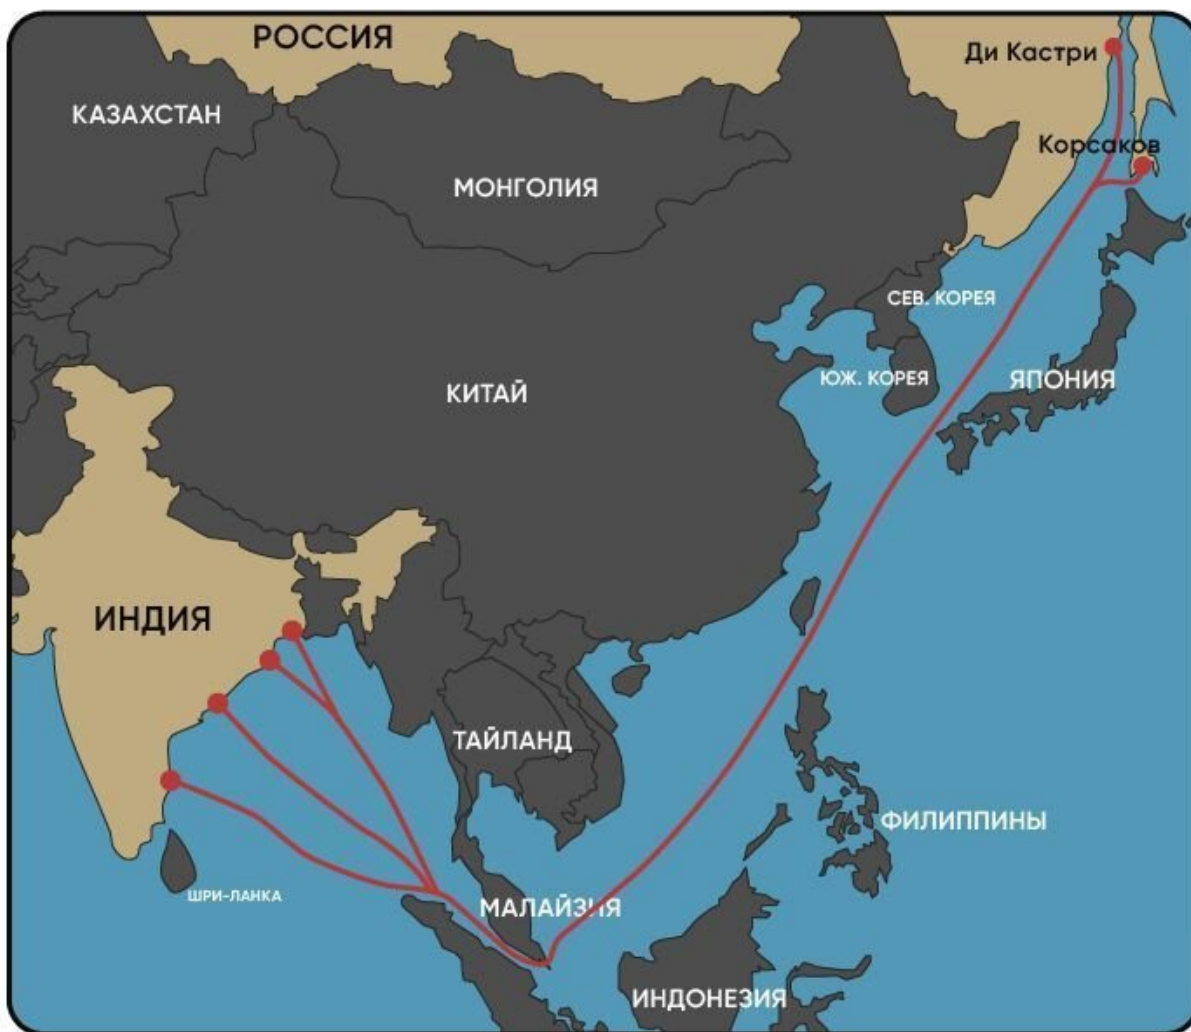 РОССИЯ
Ди Кастри
КАЗАХСТАН
Корсаков
МОНГОЛИЯ
СЕВ. КОРЕЯ
ЮЖ. КОРЕЯ
ЯПОНИЯ
КИТАЙ
ИНДИЯ
ТАЙЛАНД
ФИЛИППИНЫ
ШРИ-ЛАНКА
МАЛАЙЗИЯ
ИНДОНЕЗИЯ